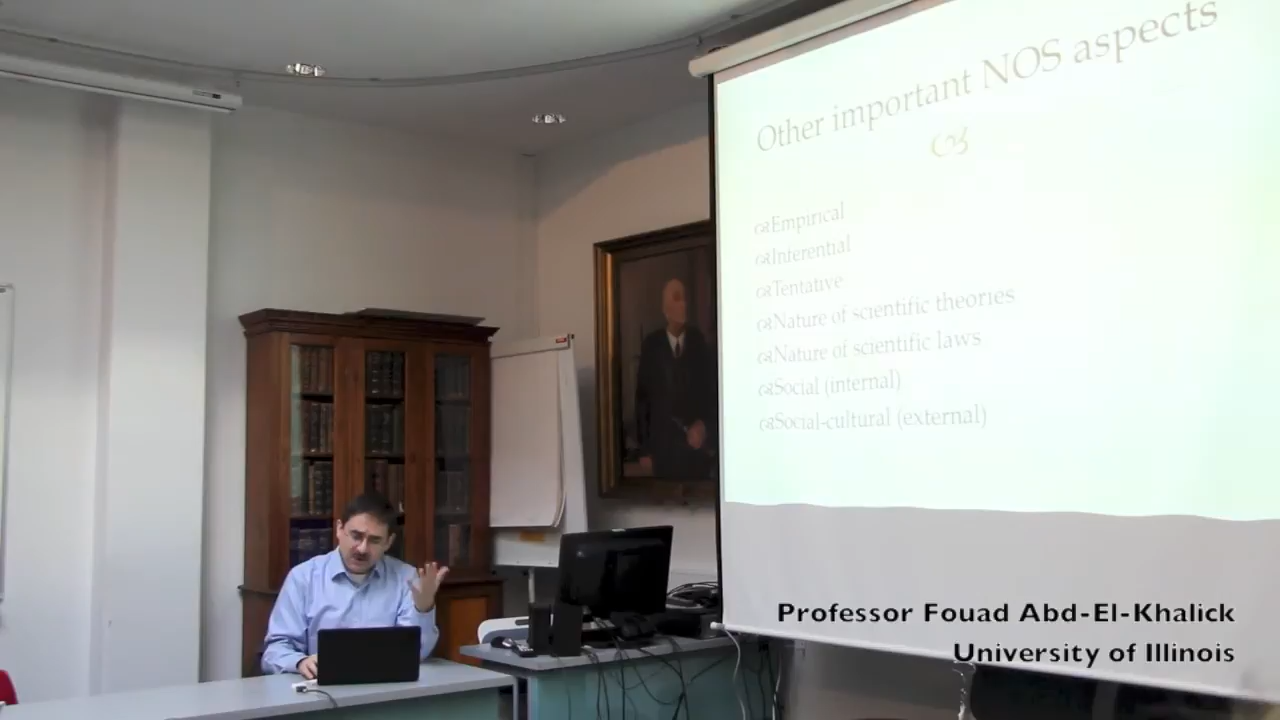 Other important NOS aspects
Empirical
Inferential
Tentative
Nature of scientific theories
Nature of scientific laws
Social (internal)
Social-cultural (external)
Professor Fouad Abd-El-Khalick
University of Illinois